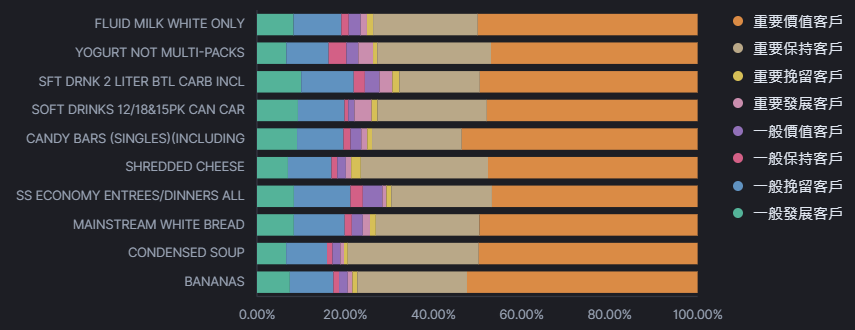 FLUID MILK WHITE ONLY
YOGURT NOT MULTI-PACKS
SFT DRNK 2 LITER BTL CARB INCL
SOFT DRINKS 12/18&15PK CAN CAR
CANDY BARS (SINGLES)(INCLUDING
SHREDDED CHEESE
SS ECONOMY ENTREES/DINNERS ALL
MAINSTREAM WHITE BREAD
CONDENSED SOUP
BANANAS
0.00% 20.00% 40.00% 60.00% 80.00% 100.00%
重要價值客戶
重要保持客戶
重要挽留客戶
重要發展客戶
一般價值客戶
一般保持客戶
一般挽留客戶
一般發展客戶